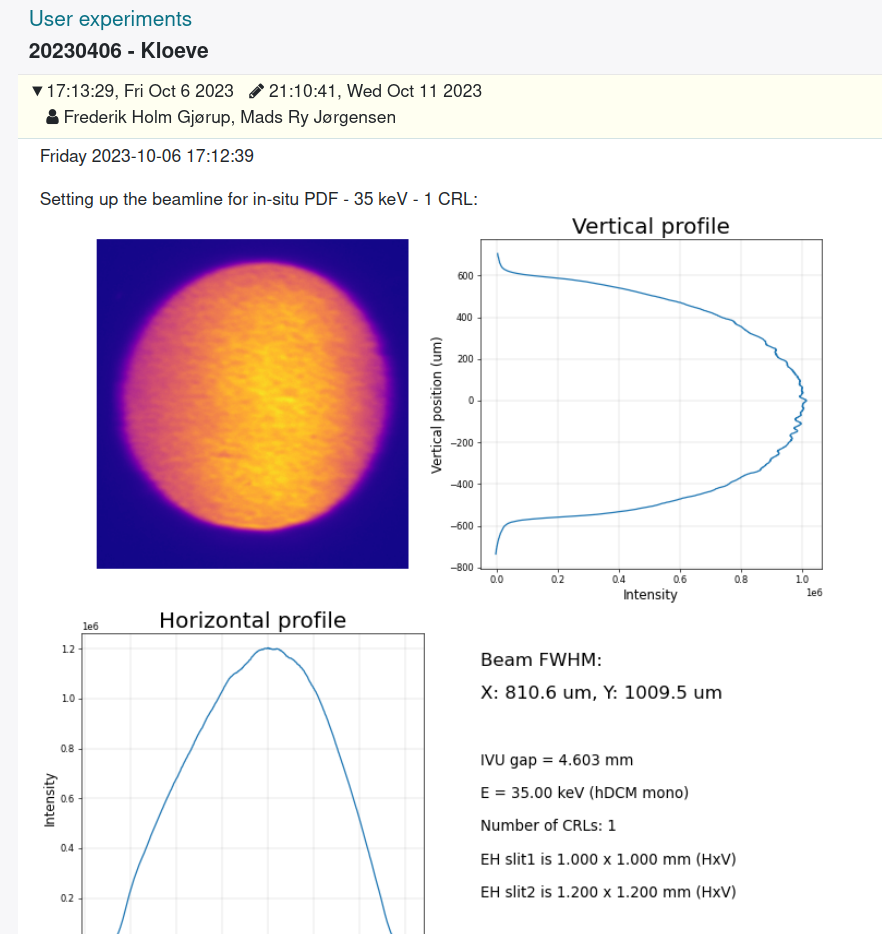 User experiments
20230406 - Kloeve
▼ 17:13:29, Fri Oct 6 2023 21:10:41, Wed Oct 11 2023
Frederik Holm Gjørup, Mads Ry Jørgensen
Friday 2023-10-06 17:12:39
Setting up the beamline for in-situ PDF - 35 keV - 1 CRL:
Vertical profile
Vertical position (um)
600
400
200
0
−200
−400
−600
−800
0.0 0.2 0.4 0.6 0.8 1.0
1e6
Intensity
Horizontal profile
1e6
Intensity
1.2
1.0
0.8
0.6
0.4
0.2
Beam FWHM:
X: 810.6 um, Y: 1009.5 um
IVU gap = 4.603 mm
E = 35.00 keV (hDCM mono)
Number of CRLs: 1
EH slit1 is 1.000 x 1.000 mm (HxV)
EH slit2 is 1.200 x 1.200 mm (HxV)